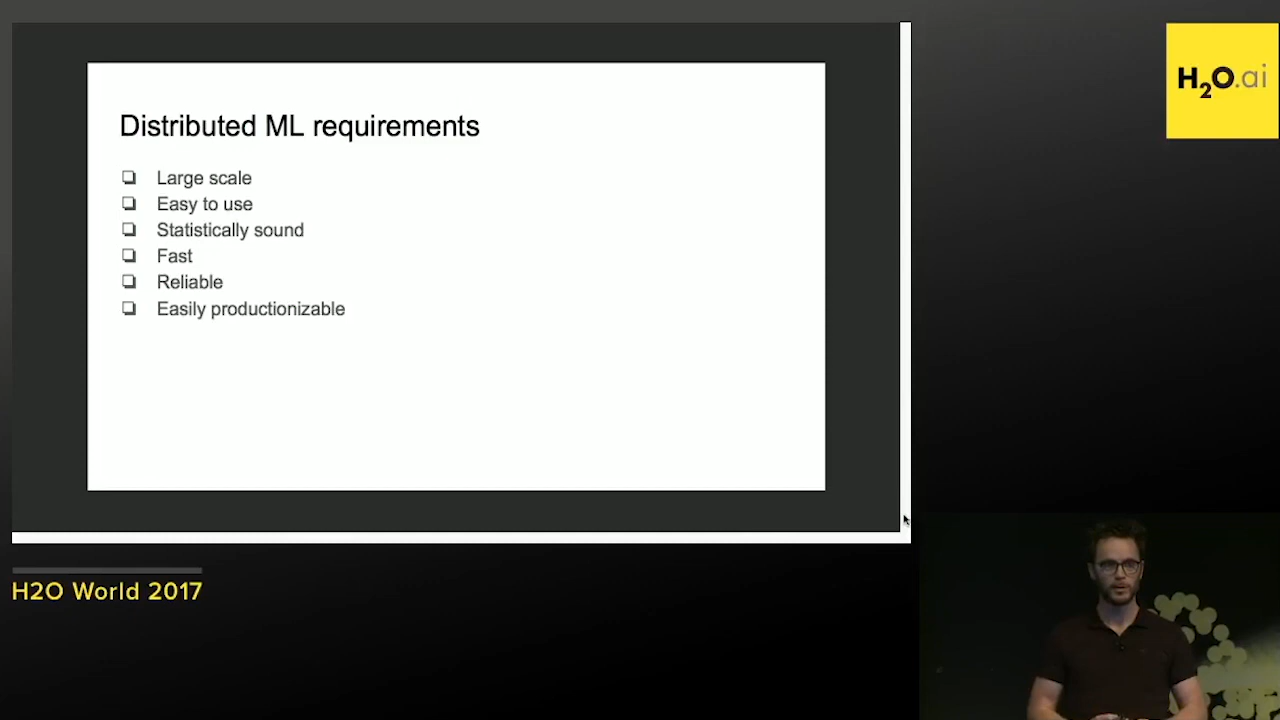 Distributed ML requirements
❏ Large scale
❏ Easy to use
❏ Statistically sound
❏ Fast
❏ Reliable
❏ Easily productionizable
H2O.ai
H2O World 2017